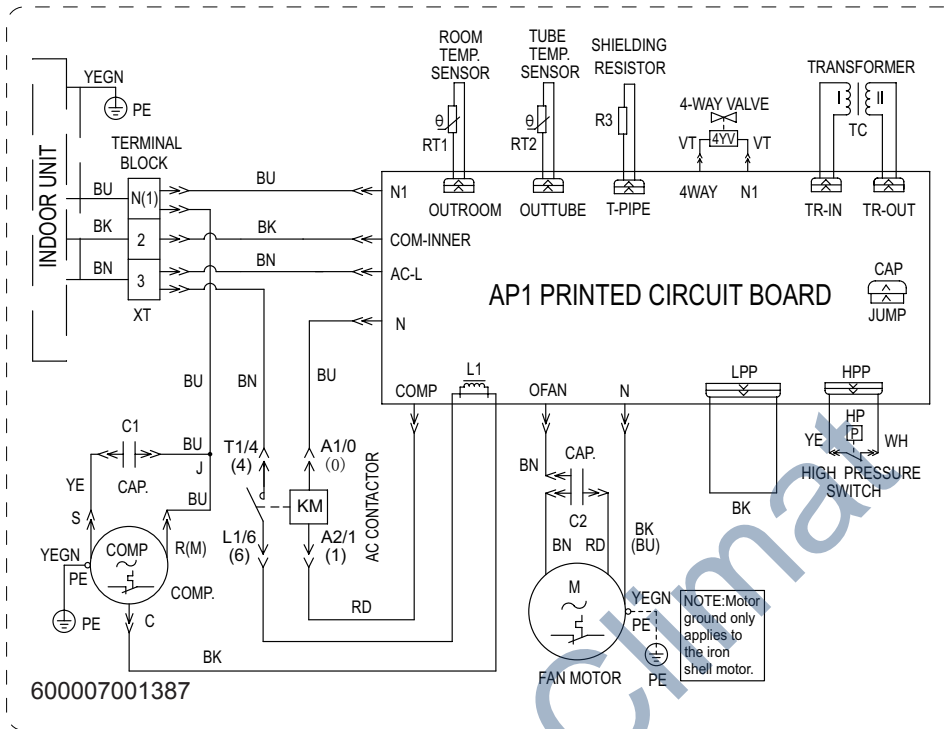 ROOM
TEMP.
SENSOR
TUBE
TEMP.
SENSOR
SHIELDING
RESISTOR
TRANSFORMER
YEGN
PE
4-WAY VALVE
θ
RT1
θ
RT2
R3
VT
4YV
VT
I
II
TC
INDOOR UNIT
TERMINAL
BLOCK
BU
N(1)
BU
N1
OUTROOM
OUTTUBE
T-PIPE
4WAY
N1
TR-IN
TR-OUT
BK
2
BK
COM-INNER
BN
3
BN
AC-L
XT
AP1 PRINTED CIRCUIT BOARD
CAP
JUMP
N
BU
BN
BU
COMP
L1
OFAN
N
LPP
HPP
C1
BU
J
CAP.
T1/4
(4)
A1/0
(0)
KM
AC CONTACTOR
BN
CAP.
C2
HP
P
YE
WH
HIGH PRESSURE
SWITCH
YE
S
BU
R(M)
L1/6
(6)
A2/1
(1)
BN
RD
BK
(BU)
BK
YEGN
PE
COMP
COMP.
PE
C
RD
M
YEGN
PE
PE
NOTE:Motor
ground only
applies to
the iron
shell motor.
BK
FAN MOTOR
600007001387
Climat